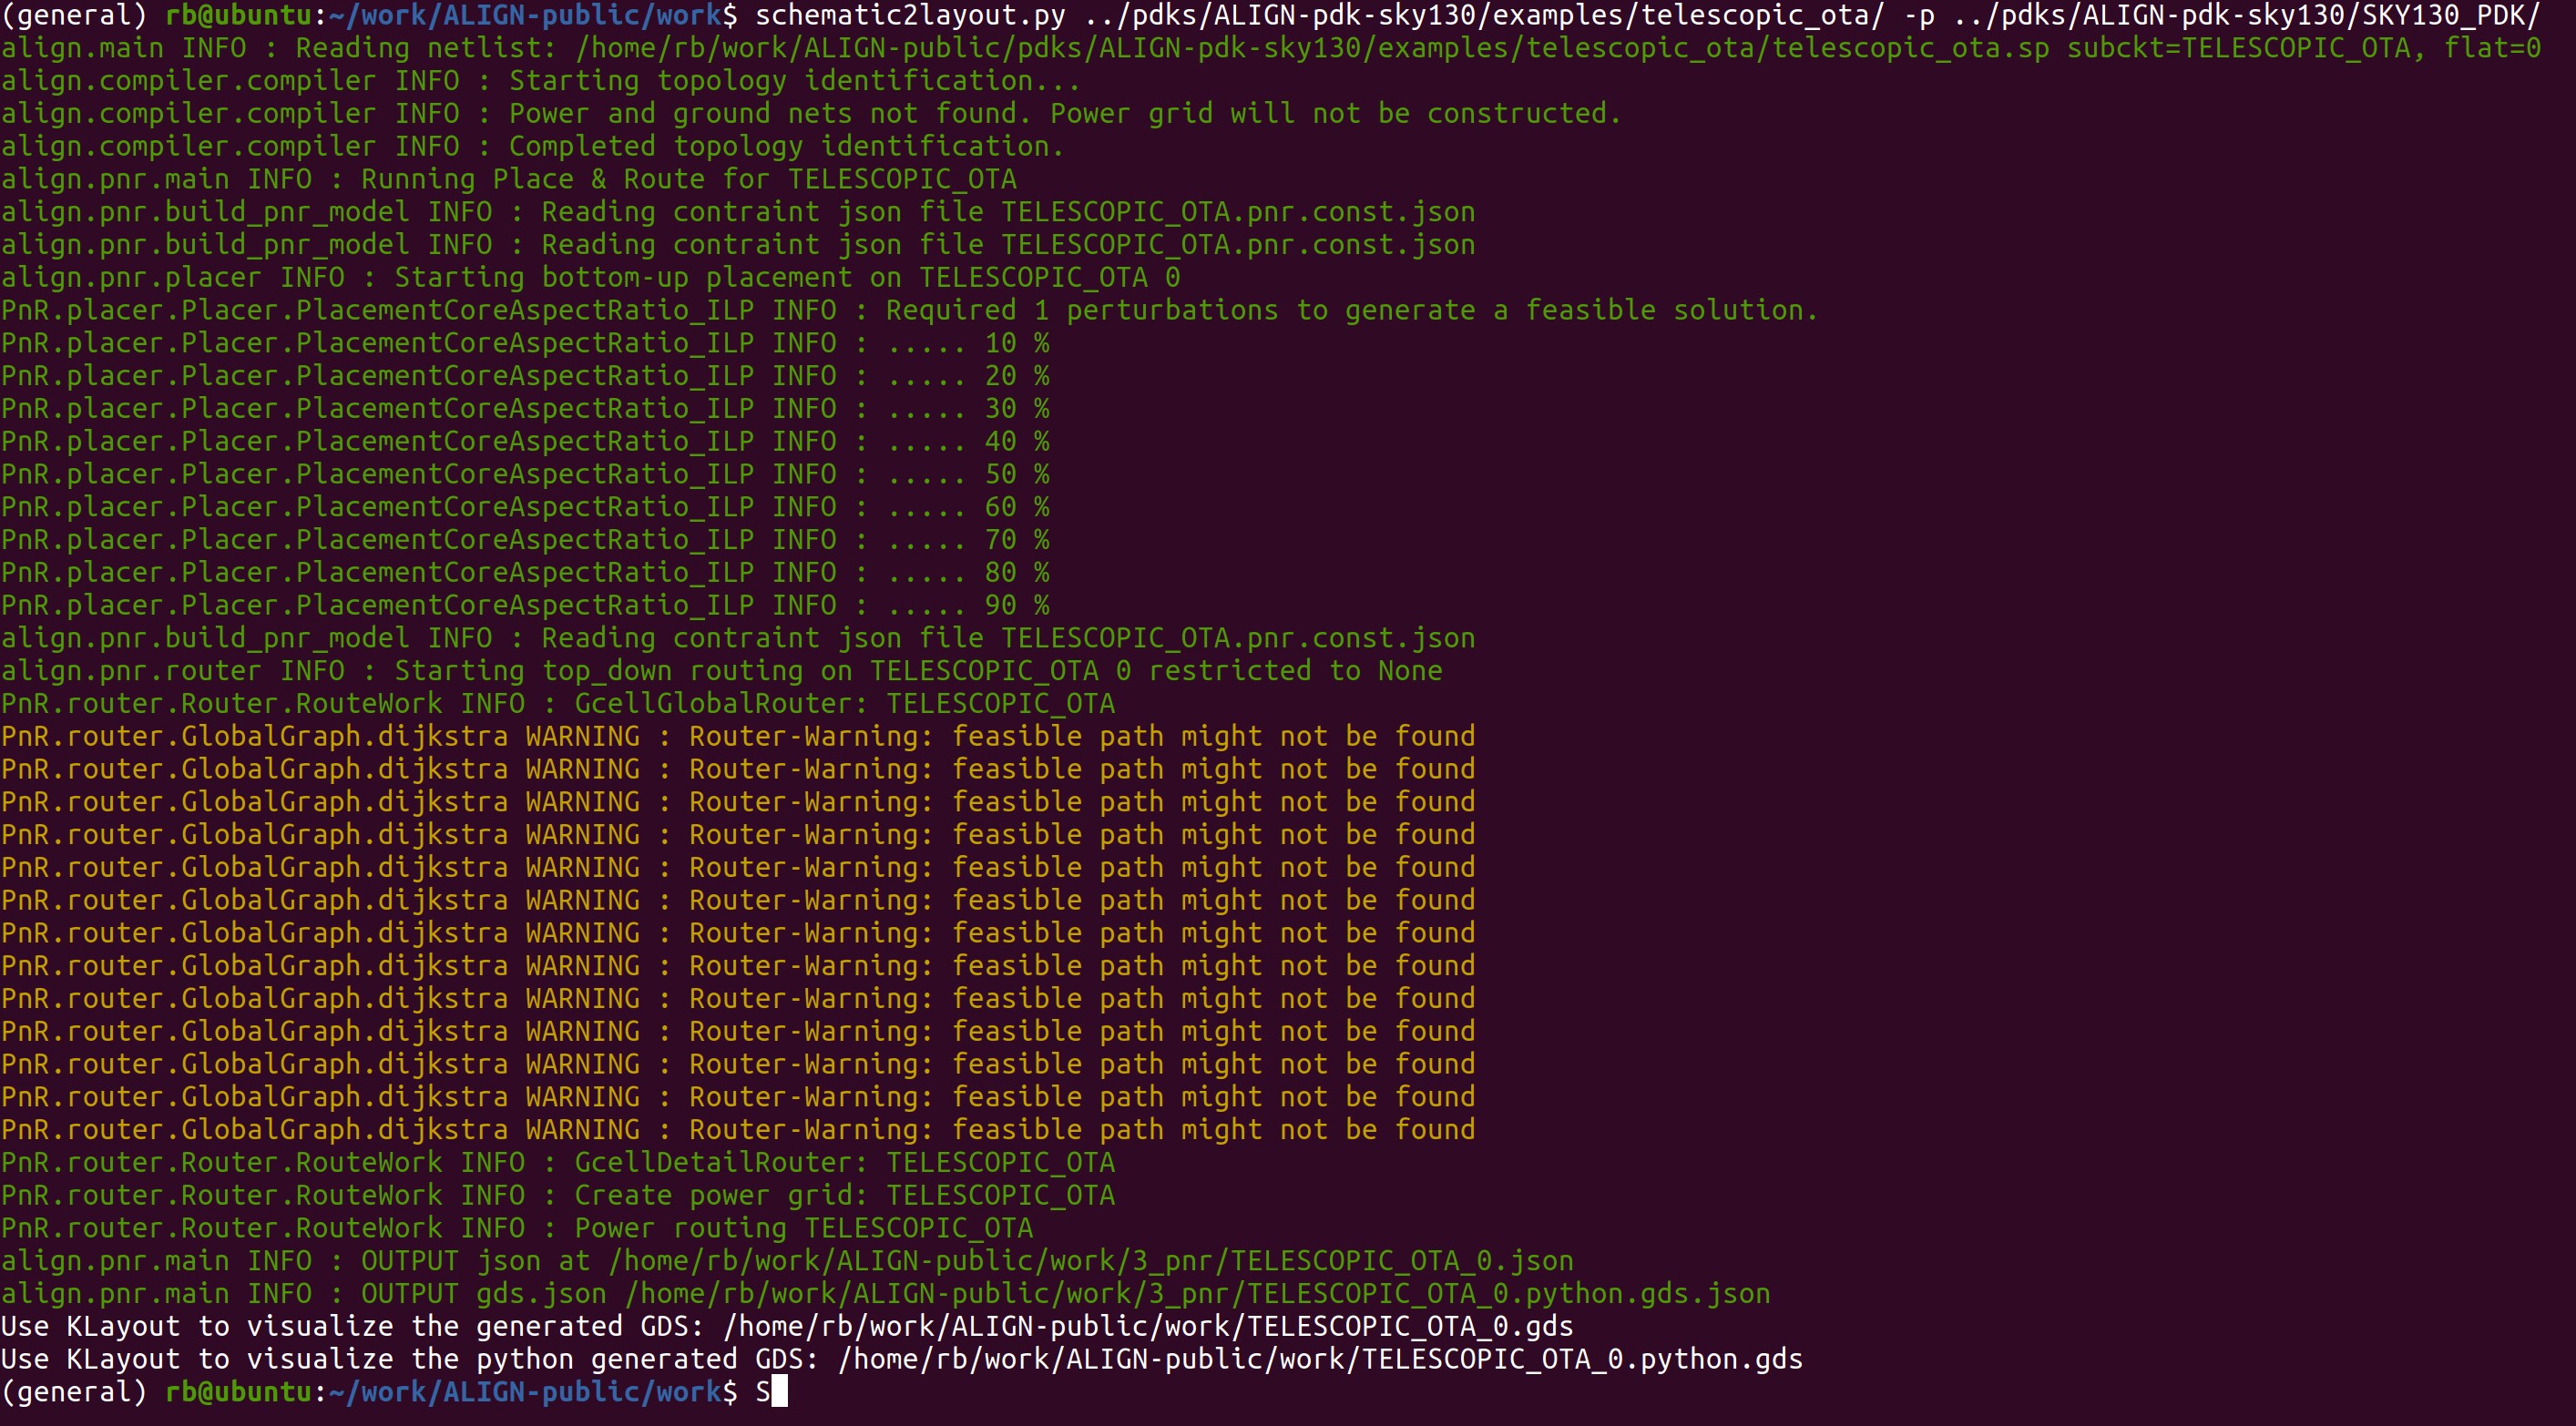 (general) rb@ubuntu:~/work/ALIGN-public/work$ schematic2layout.py ../pdks/ALIGN-pdk-sky130/examples/telescopic_ota/ -p ../pdks/ALIGN-pdk-sky130/SKY130_PDK/
align.main INFO : Reading netlist: /home/rb/work/ALIGN-public/pdks/ALIGN-pdk-sky130/examples/telescopic_ota/telescopic_ota.sp subckt=TELESCOPIC_OTA, flat=0
align.compiler.compiler INFO : Starting topology identification...
align.compiler.compiler INFO : Power and ground nets not found. Power grid will not be constructed.
align.compiler.compiler INFO : Completed topology identification.
align.pnr.main INFO : Running Place & Route for TELESCOPIC_OTA
align.pnr.build_pnr_model INFO : Reading contraint json file TELESCOPIC_OTA.pnr.const.json
align.pnr.build_pnr_model INFO : Reading contraint json file TELESCOPIC_OTA.pnr.const.json
align.pnr.placer INFO : Starting bottom-up placement on TELESCOPIC_OTA 0
PnR.placer.Placer.PlacementCoreAspectRatio_ILP INFO : Required 1 perturbations to generate a feasible solution.
PnR.placer.Placer.PlacementCoreAspectRatio_ILP INFO : ..... 10 %
PnR.placer.Placer.PlacementCoreAspectRatio_ILP INFO : ..... 20 %
PnR.placer.Placer.PlacementCoreAspectRatio_ILP INFO : ..... 30 %
PnR.placer.Placer.PlacementCoreAspectRatio_ILP INFO : ..... 40 %
PnR.placer.Placer.PlacementCoreAspectRatio_ILP INFO : ..... 50 %
PnR.placer.Placer.PlacementCoreAspectRatio_ILP INFO : ..... 60 %
PnR.placer.Placer.PlacementCoreAspectRatio_ILP INFO : ..... 70 %
PnR.placer.Placer.PlacementCoreAspectRatio_ILP INFO : ..... 80 %
PnR.placer.Placer.PlacementCoreAspectRatio_ILP INFO : ..... 90 %
align.pnr.build_pnr_model INFO : Reading contraint json file TELESCOPIC_OTA.pnr.const.json
align.pnr.router INFO : Starting top_down routing on TELESCOPIC_OTA 0 restricted to None
PnR.router.Router.RouteWork INFO : GcellGlobalRouter: TELESCOPIC_OTA
PnR.router.GlobalGraph.dijkstra WARNING : Router-Warning: feasible path might not be found
PnR.router.GlobalGraph.dijkstra WARNING : Router-Warning: feasible path might not be found
PnR.router.GlobalGraph.dijkstra WARNING : Router-Warning: feasible path might not be found
PnR.router.GlobalGraph.dijkstra WARNING : Router-Warning: feasible path might not be found
PnR.router.GlobalGraph.dijkstra WARNING : Router-Warning: feasible path might not be found
PnR.router.GlobalGraph.dijkstra WARNING : Router-Warning: feasible path might not be found
PnR.router.GlobalGraph.dijkstra WARNING : Router-Warning: feasible path might not be found
PnR.router.GlobalGraph.dijkstra WARNING : Router-Warning: feasible path might not be found
PnR.router.GlobalGraph.dijkstra WARNING : Router-Warning: feasible path might not be found
PnR.router.GlobalGraph.dijkstra WARNING : Router-Warning: feasible path might not be found
PnR.router.GlobalGraph.dijkstra WARNING : Router-Warning: feasible path might not be found
PnR.router.GlobalGraph.dijkstra WARNING : Router-Warning: feasible path might not be found
PnR.router.GlobalGraph.dijkstra WARNING : Router-Warning: feasible path might not be found
PnR.router.Router.RouteWork INFO : GcellDetailRouter: TELESCOPIC_OTA
PnR.router.Router.RouteWork INFO : Create power grid: TELESCOPIC_OTA
PnR.router.Router.RouteWork INFO : Power routing TELESCOPIC_OTA
align.pnr.main INFO : OUTPUT json at /home/rb/work/ALIGN-public/work/3_pnr/TELESCOPIC_OTA_0.json
align.pnr.main INFO : OUTPUT gds.json /home/rb/work/ALIGN-public/work/3_pnr/TELESCOPIC_OTA_0.python.gds.json
Use KLayout to visualize the generated GDS: /home/rb/work/ALIGN-public/work/TELESCOPIC_OTA_0.gds
Use KLayout to visualize the python generated GDS: /home/rb/work/ALIGN-public/work/TELESCOPIC_OTA_0.python.gds
(general) rb@ubuntu:~/work/ALIGN-public/work$ S